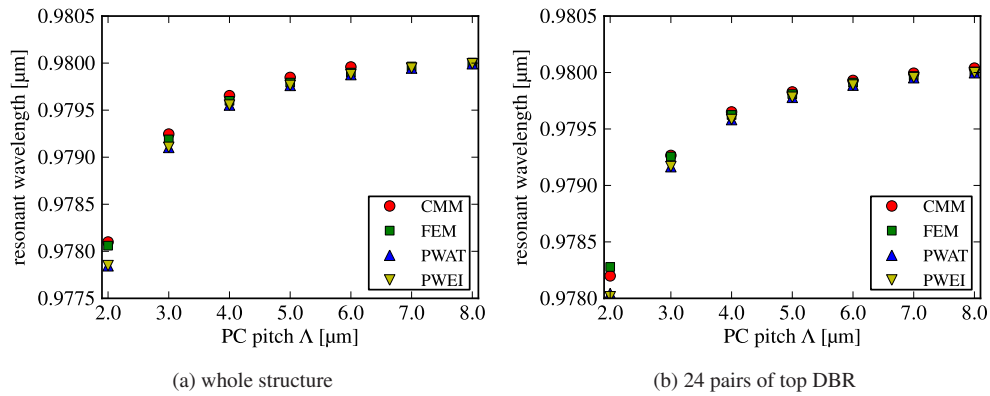 0.9805
0.9800
0.9795
0.9790
0.9785
0.9780
0.9775
resonant wavelength [µm]
CMM
FEM
PWAT
PWEI
2.0 3.0 4.0 5.0 6.0 7.0 8.0
PC pitch Λ [µm]
(a) whole structure
0.9805
0.9800
0.9795
0.9790
0.9785
0.9780
resonant wavelength [µm]
CMM
FEM
PWAT
PWEI
2.0 3.0 4.0 5.0 6.0 7.0 8.0
PC pitch Λ [µm]
(b) 24 pairs of top DBR